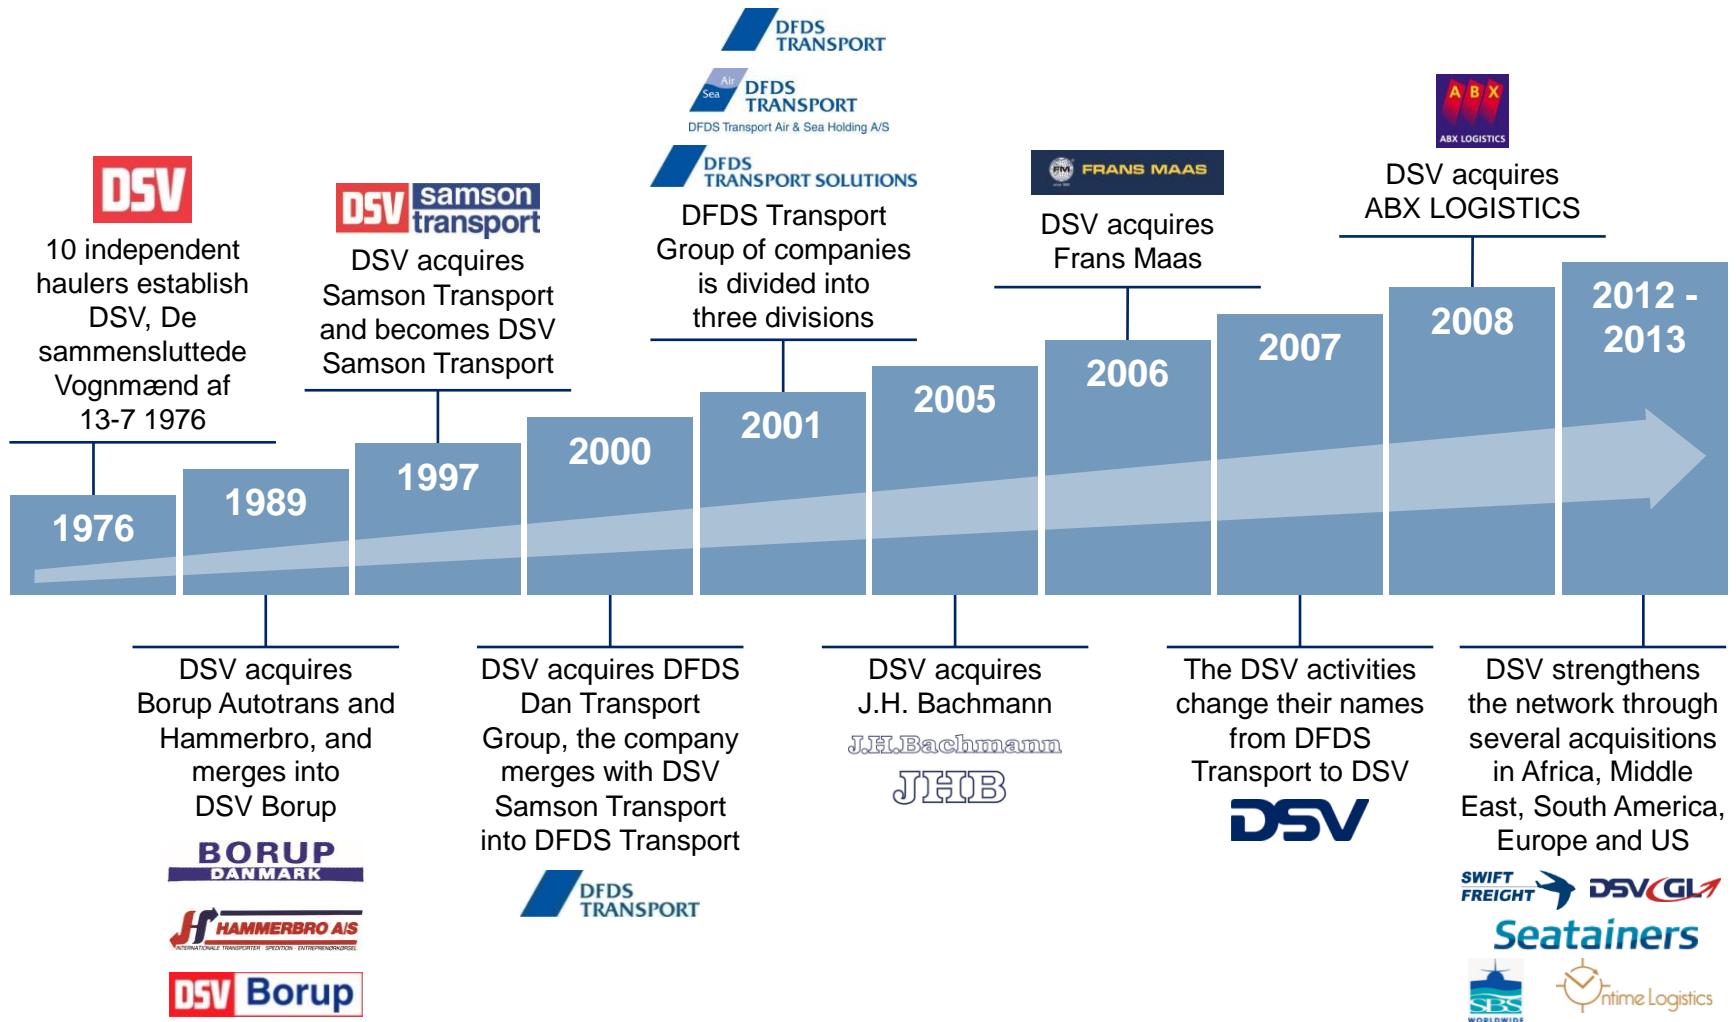 DSV
10 independent
haulers establish
DSV, De
sammensluttede
Vognmænd af
13-7 1976
1976
1989
DSV acquires
Borup Autotrans and
Hammerbro, and
merges into
DSV Borup
BORUP
DANMARK
HAMMERBRO A/S
INTERNATIONALE TRANSPORTER - SPEDITION - ENTREPRENØRKØRSEL
DSV Borup
DSV samson
transport
DSV acquires
Samson Transport
and becomes DSV
Samson Transport
1997
2000
DSV acquires DFDS
Dan Transport
Group, the company
merges with DSV
Samson Transport
into DFDS Transport
DFDS
TRANSPORT
DFDS
TRANSPORT
Air
Sea
DFDS
TRANSPORT
DFDS Transport Air & Sea Holding A/S
DFDS
TRANSPORT SOLUTIONS
DFDS Transport
Group of companies
is divided into
three divisions
2001
2005
DSV acquires
J.H. Bachmann
J.H.Bachmann
JHB
FM FRANS MAAS
DSV acquires
Frans Maas
2006
2007
The DSV activities
change their names
from DFDS
Transport to DSV
DSV
ABX
ABX LOGISTICS
DSV acquires
ABX LOGISTICS
2008
2012 -
2013
DSV strengthens
the network through
several acquisitions
in Africa, Middle
East, South America,
Europe and US
SWIFT
FREIGHT
DSV GL
Seatainers
SBS
WORLDWIDE
ntime Logistics